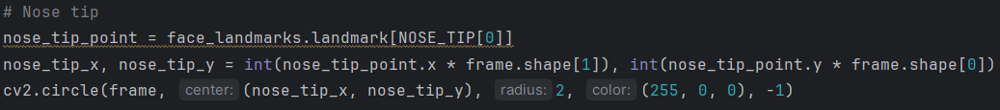 # Nose tip
nose_tip_point = face_landmarks.landmark[NOSE_TIP[0]]
nose_tip_x, nose_tip_y = int(nose_tip_point.x * frame.shape[1]), int(nose_tip_point.y * frame.shape[0])
cv2.circle(frame, center: (nose_tip_x, nose_tip_y), radius: 2, color: (255, 0, 0), -1)